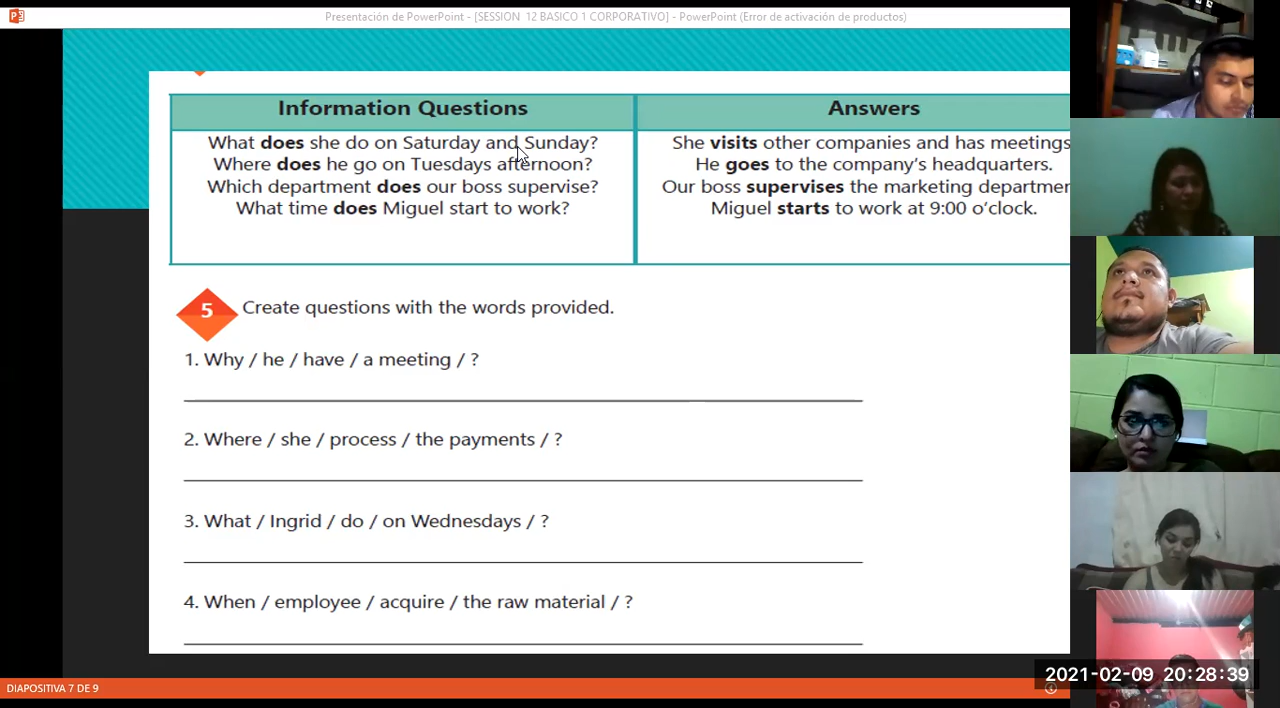 Presentación de PowerPoint - [SESSION 12 BASICO 1 CORPORATIVO] - PowerPoint (Error de activación de productos)
Information Questions
Answers
What does she do on Saturday and Sunday?
She visits other companies and has meetings
Where does he go on Tuesdays afternoon?
He goes to the company's headquarters.
Which department does our boss supervise?
Our boss supervises the marketing departmen
What time does Miguel start to work?
Miguel starts to work at 9:00 o'clock.
5 Create questions with the words provided.
1. Why / he / have / a meeting / ?
2. Where / she / process / the payments / ?
3. What / Ingrid / do / on Wednesdays / ?
4. When / employee / acquire / the raw material / ?
2021-02-09 20:28:39
DIAPOSITIVA 7 DE 9